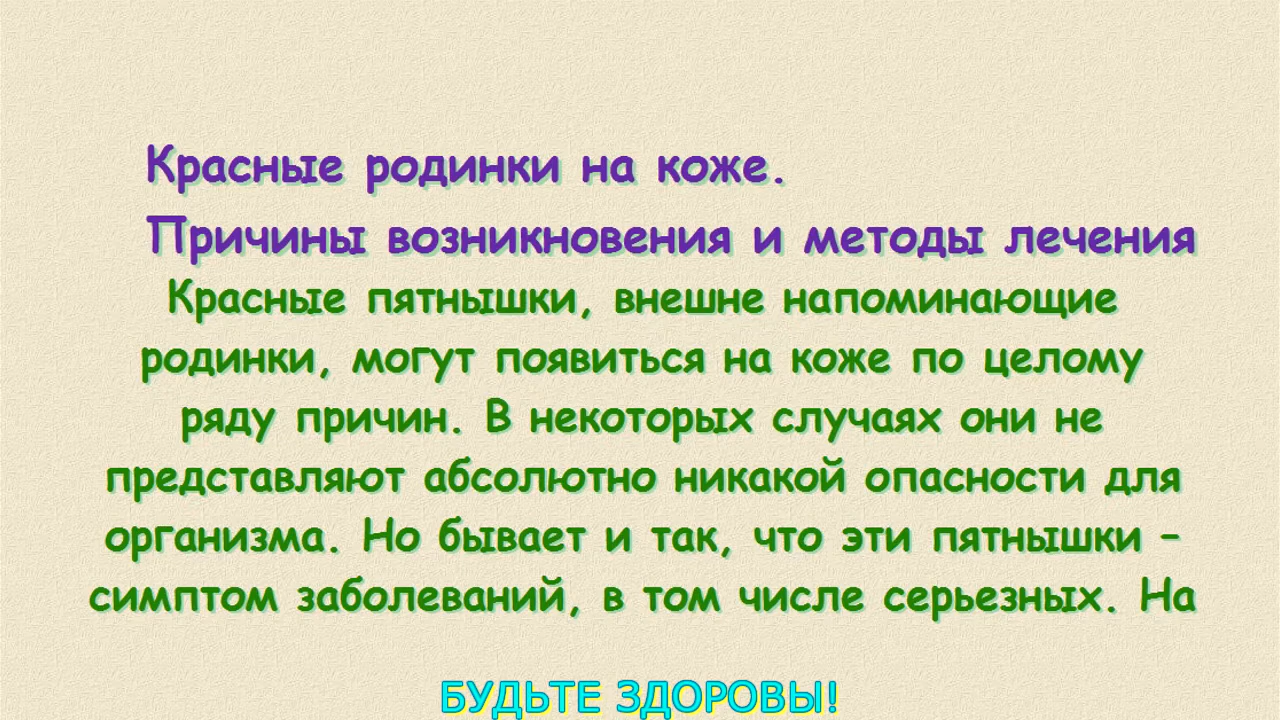 Красные родинки на коже.
Причины возникновения и методы лечения
Красные пятнышки, внешне напоминающие
родинки, могут появиться на коже по целому
ряду причин. В некоторых случаях они не
представляют абсолютно никакой опасности для
организма. Но бывает и так, что эти пятнышки –
симптом заболеваний, в том числе серьезных. На
БУДЬТЕ ЗДОРОВЫ!